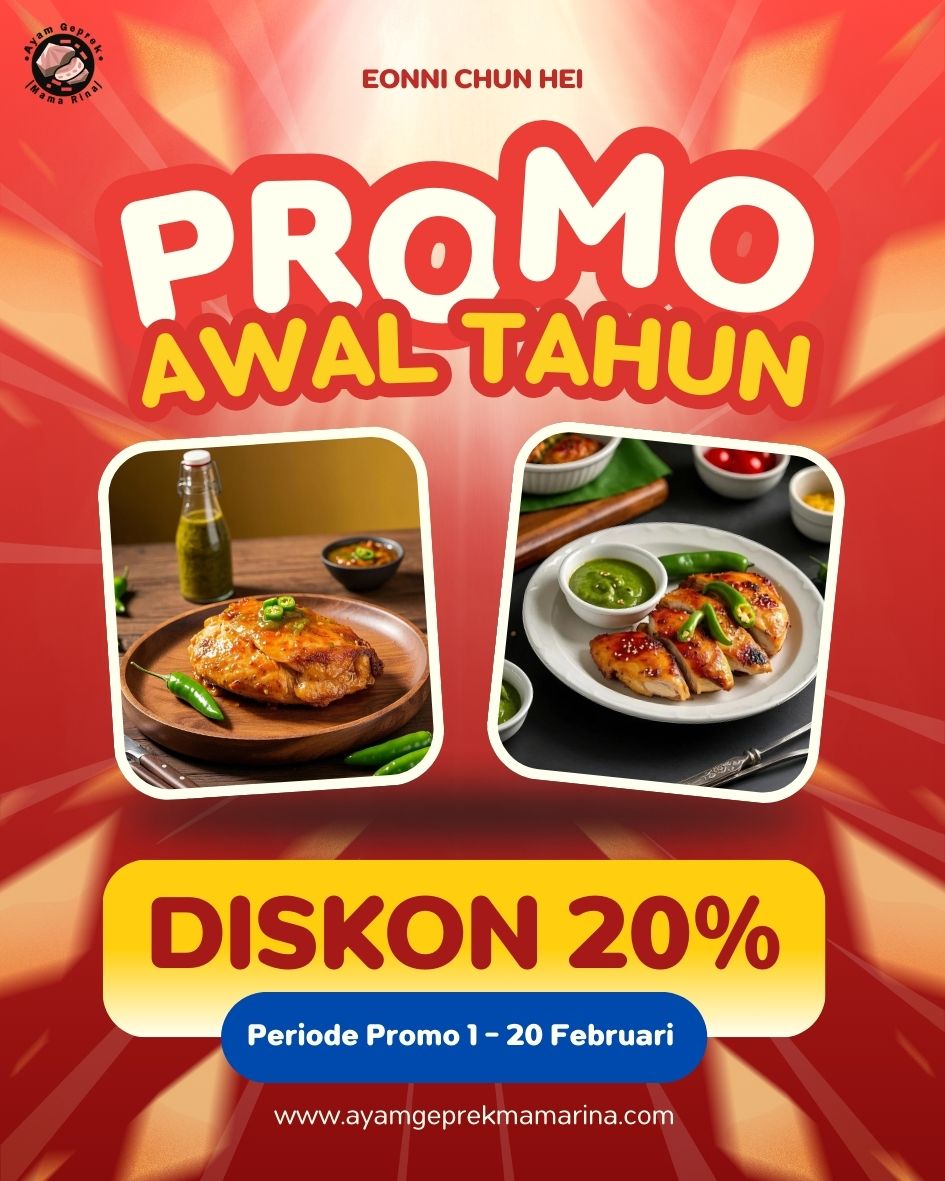 Ayam Geprek
Mama Rina
EONNI CHUN HEI
PROMO
AWAL TAHUN
DISKON 20%
Periode Promo 1 - 20 Februari
www.ayamgeprekmamarina.com